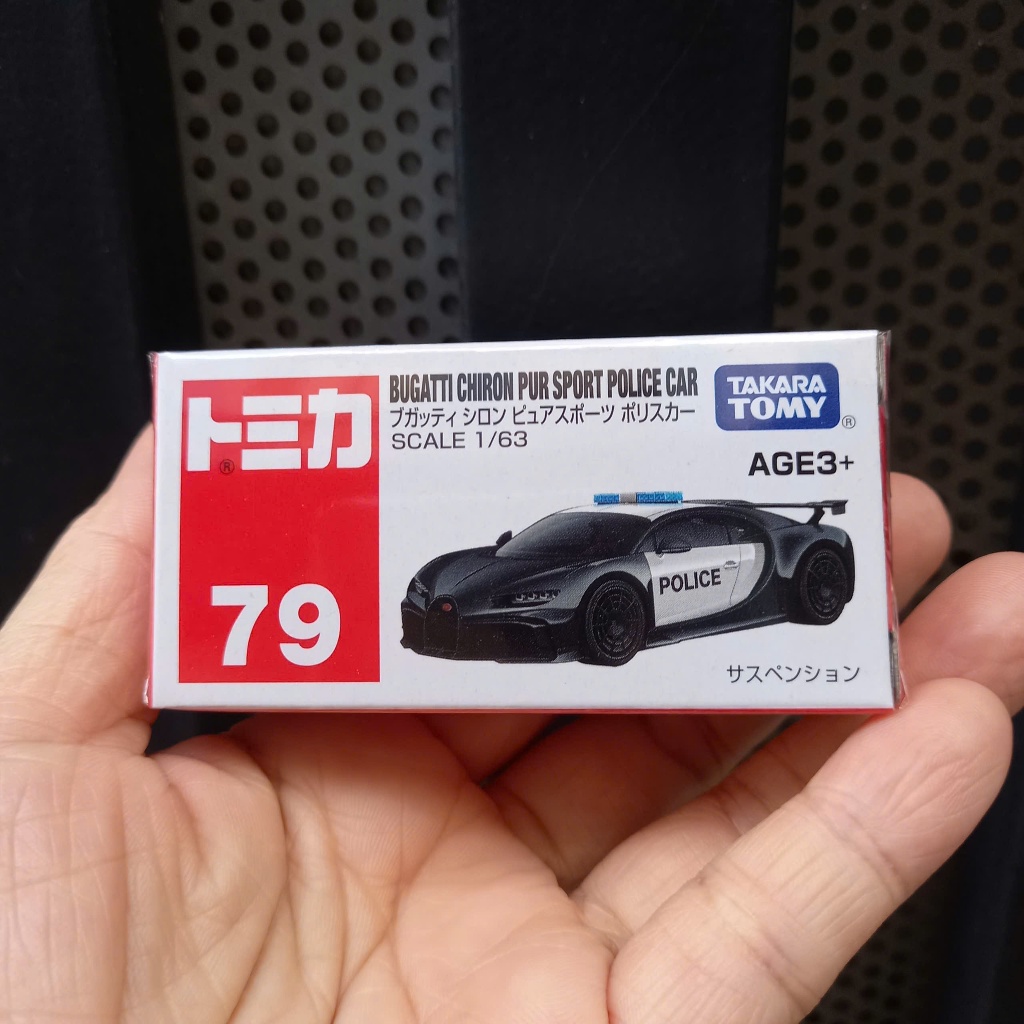 トミカ
®
79
BUGATTI CHIRON PUR SPORT POLICE CAR
ブガッティ シロン ピュアスポーツ ポリスカー
SCALE 1/63
TAKARA
TOMY
®
AGE3+
POLICE
サスペンション